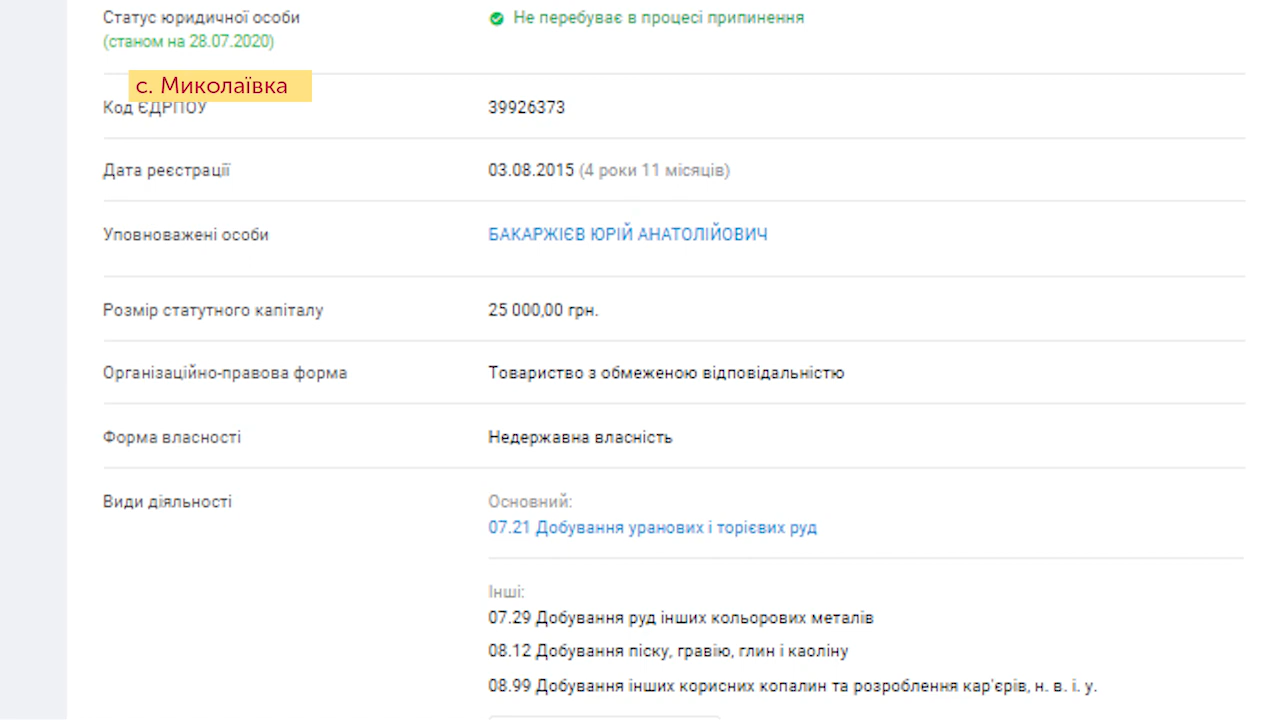 Статус юридичної особи
Не перебуває в процесі припинення
(станом на 28.07.2020)
с. Миколаївка
Код ЄДРПОУ
39926373
Дата реєстрації
03.08.2015 (4 роки 11 місяців)
Уповноважені особи
БАКАРЖІЄВ ЮРІЙ АНАТОЛІЙОВИЧ
Розмір статутного капіталу
25 000,00 грн.
Організаційно-правова форма
Товариство з обмеженою відповідальністю
Форма власності
Недержавна власність
Види діяльності
Основний:
07.21 Добування уранових і торієвих руд
Інші:
07.29 Добування руд інших кольорових металів
08.12 Добування піску, гравію, глин і каоліну
08.99 Добування інших корисних копалин та розроблення кар'єрів, н. в. і. у.